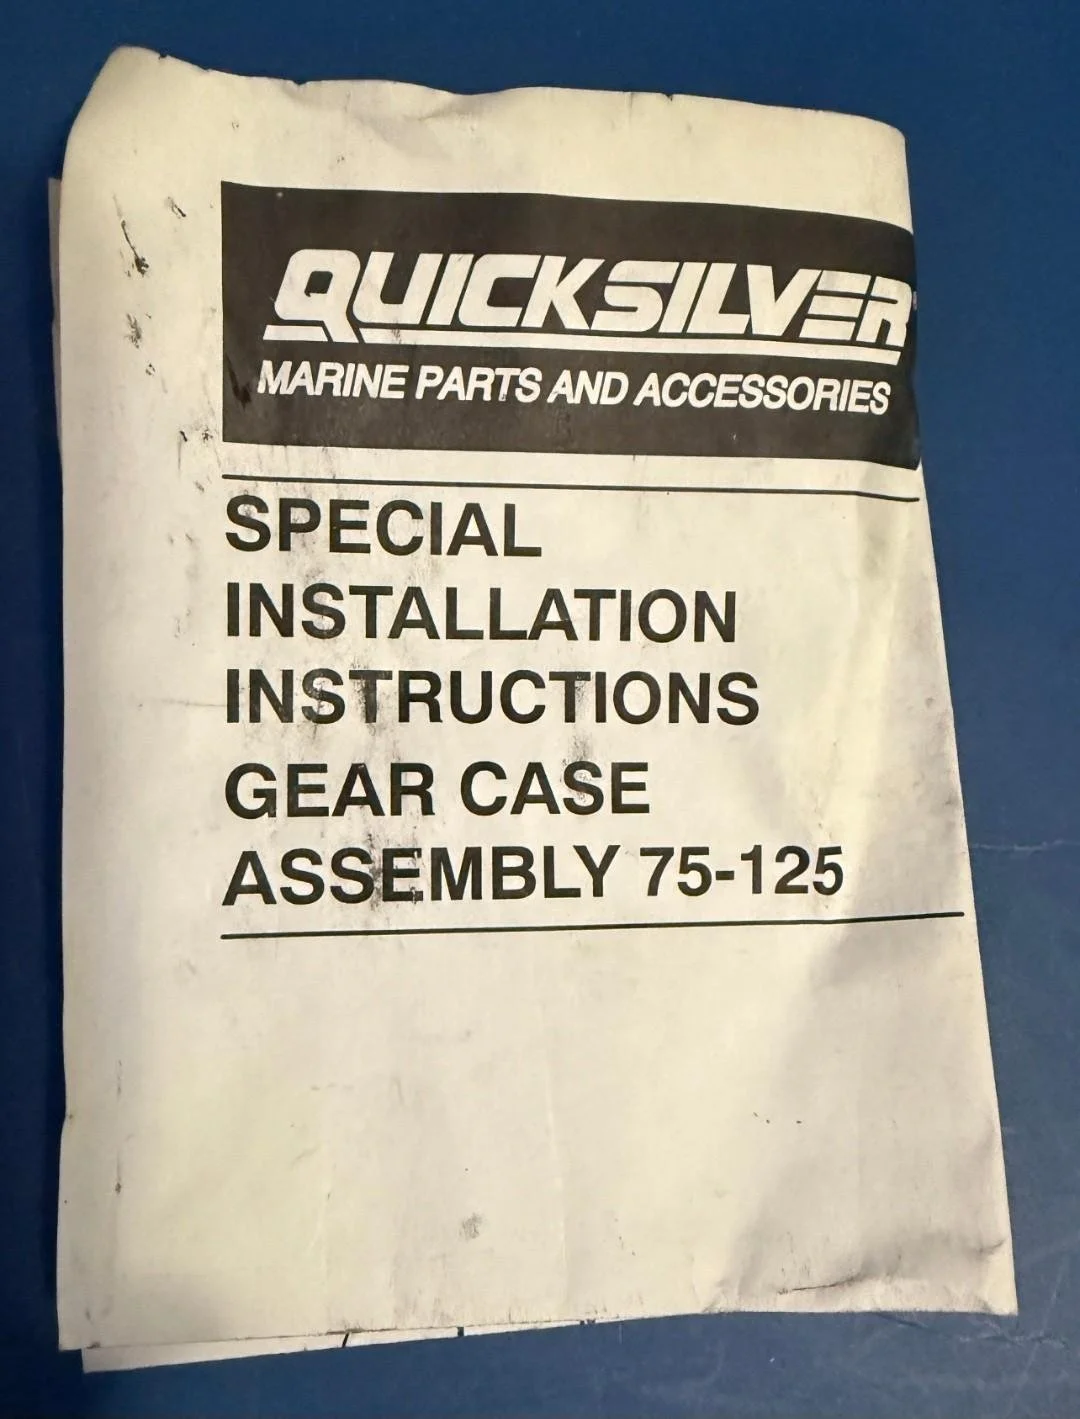 QUICKSILVER
MARINE PARTS AND ACCESSORIES
SPECIAL
INSTALLATION
INSTRUCTIONS
GEAR CASE
ASSEMBLY 75-125